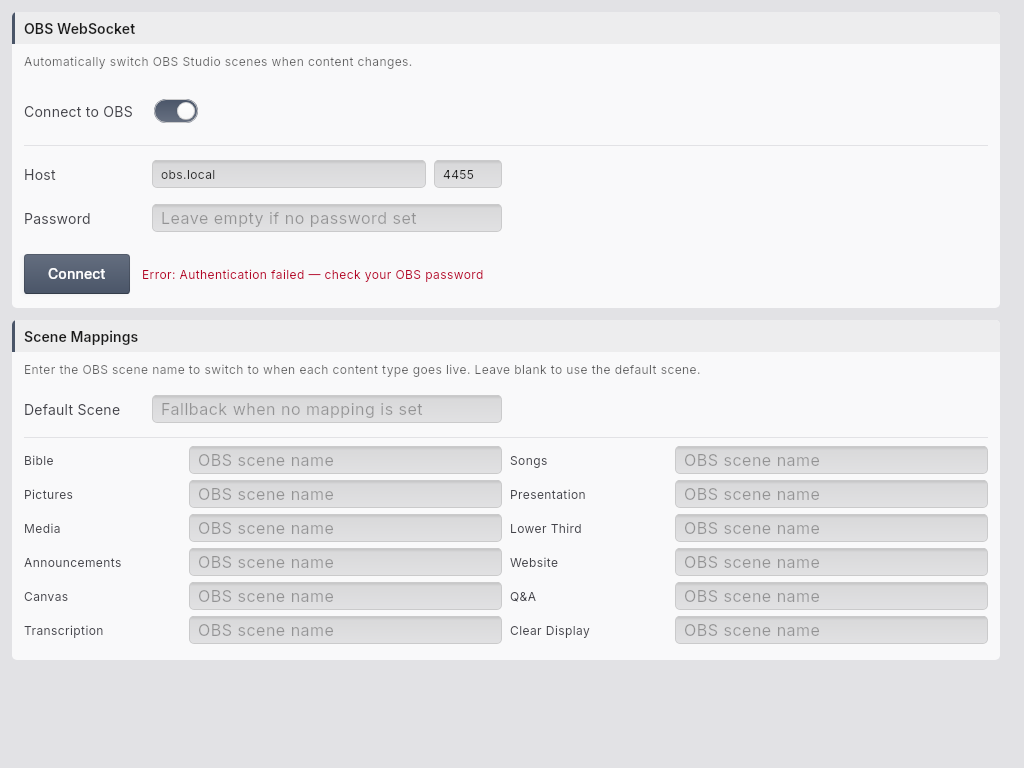 OBS WebSocket
Automatically switch OBS Studio scenes when content changes.
Connect to OBS
Host obs.local 4455
Password Leave empty if no password set
Connect Error: Authentication failed — check your OBS password
Scene Mappings
Enter the OBS scene name to switch to when each content type goes live. Leave blank to use the default scene.
Default Scene Fallback when no mapping is set
Bible OBS scene name Songs OBS scene name
Pictures OBS scene name Presentation OBS scene name
Media OBS scene name Lower Third OBS scene name
Announcements OBS scene name Website OBS scene name
Canvas OBS scene name Q&A OBS scene name
Transcription OBS scene name Clear Display OBS scene name